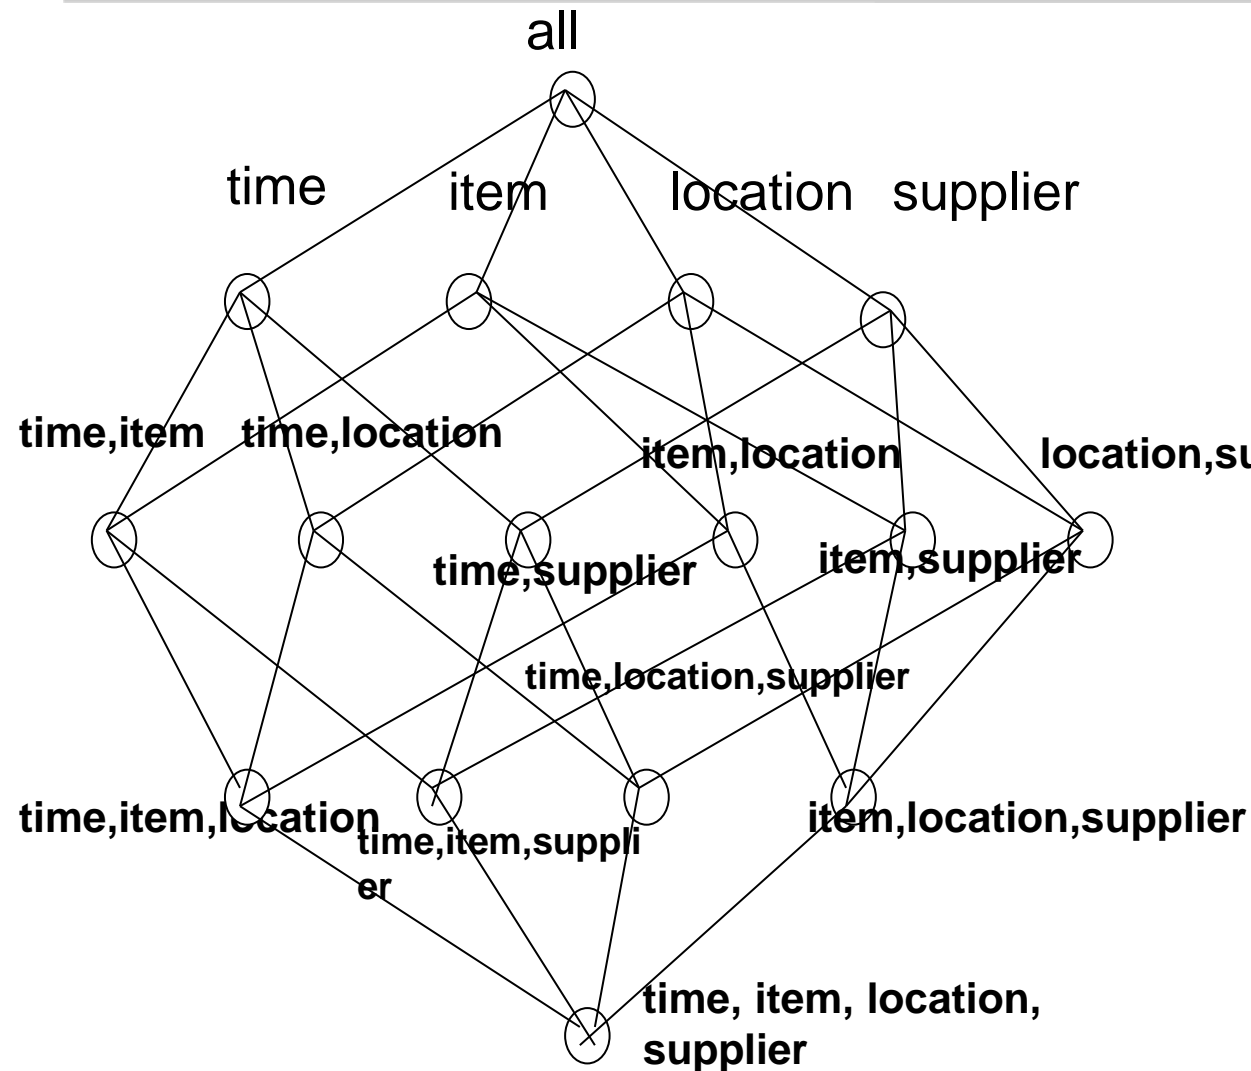 all
time
item
location
supplier
time,item
time,location
item,location
location,su
time,supplier
item,supplier
time,location,supplier
time,item,location
time,item,suppli
er
item,location,supplier
time, item, location,
supplier